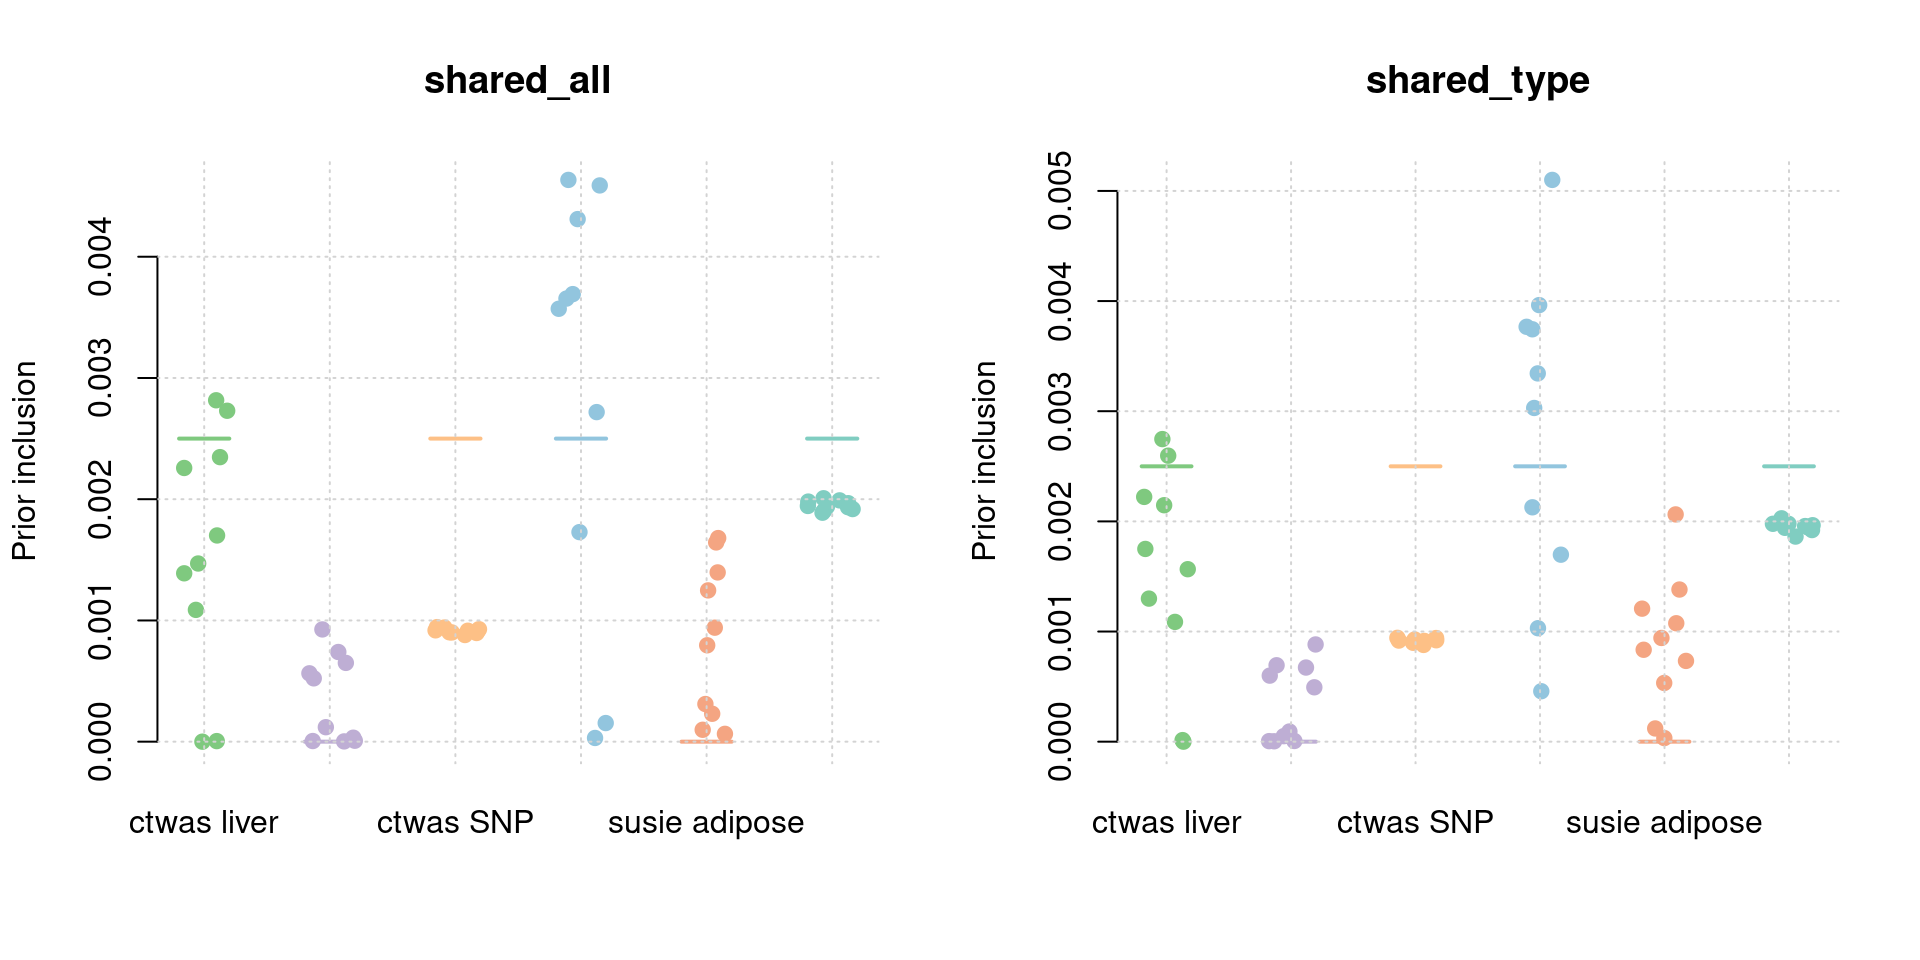 shared_all
Prior inclusion
0.004
0.003
0.002
0.001
0.000
ctwas liver ctwas SNP susie adipose
shared_type
Prior inclusion
0.005
0.004
0.003
0.002
0.001
0.000
ctwas liver ctwas SNP susie adipose